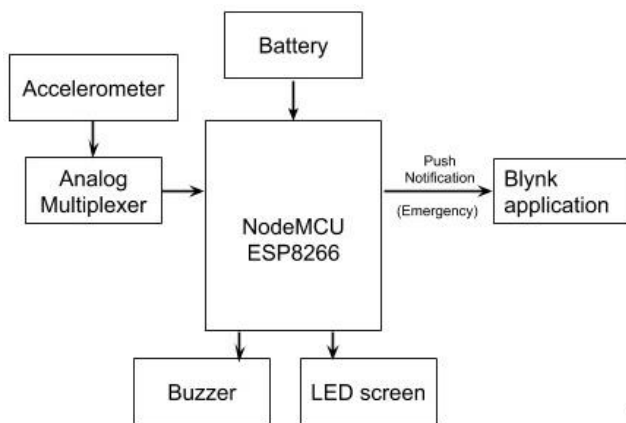 Battery
Accelerometer
Analog
Multiplexer
NodeMCU
ESP8266
Push
Notification
(Emergency)
Blynk
application
Buzzer
LED screen